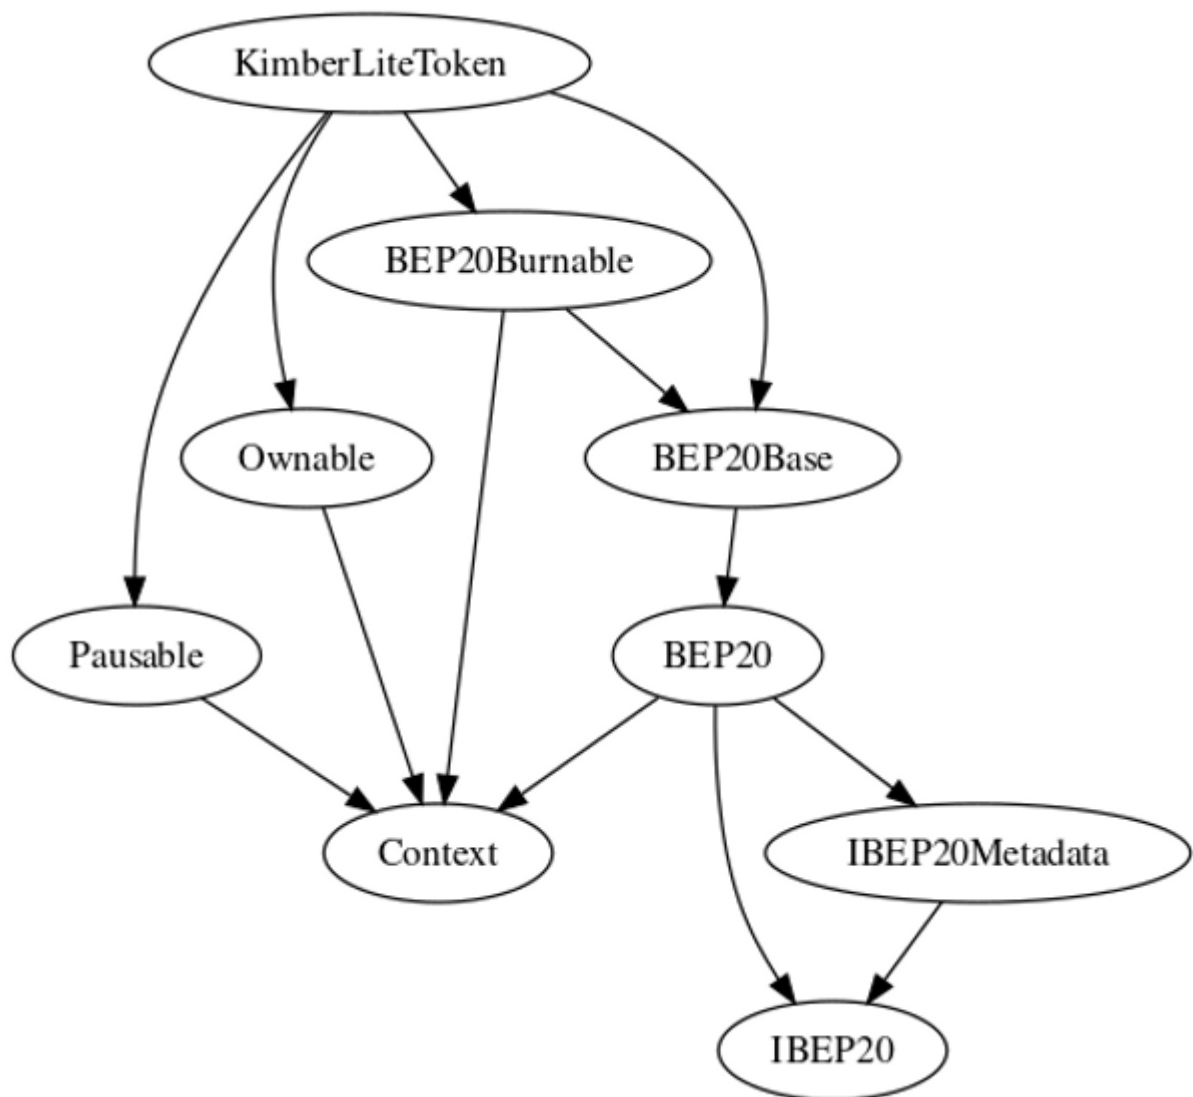 KimberLiteToken
BEP20Burnable
Ownable
BEP20Base
Pausable
BEP20
Context
IBEP20Metadata
IBEP20